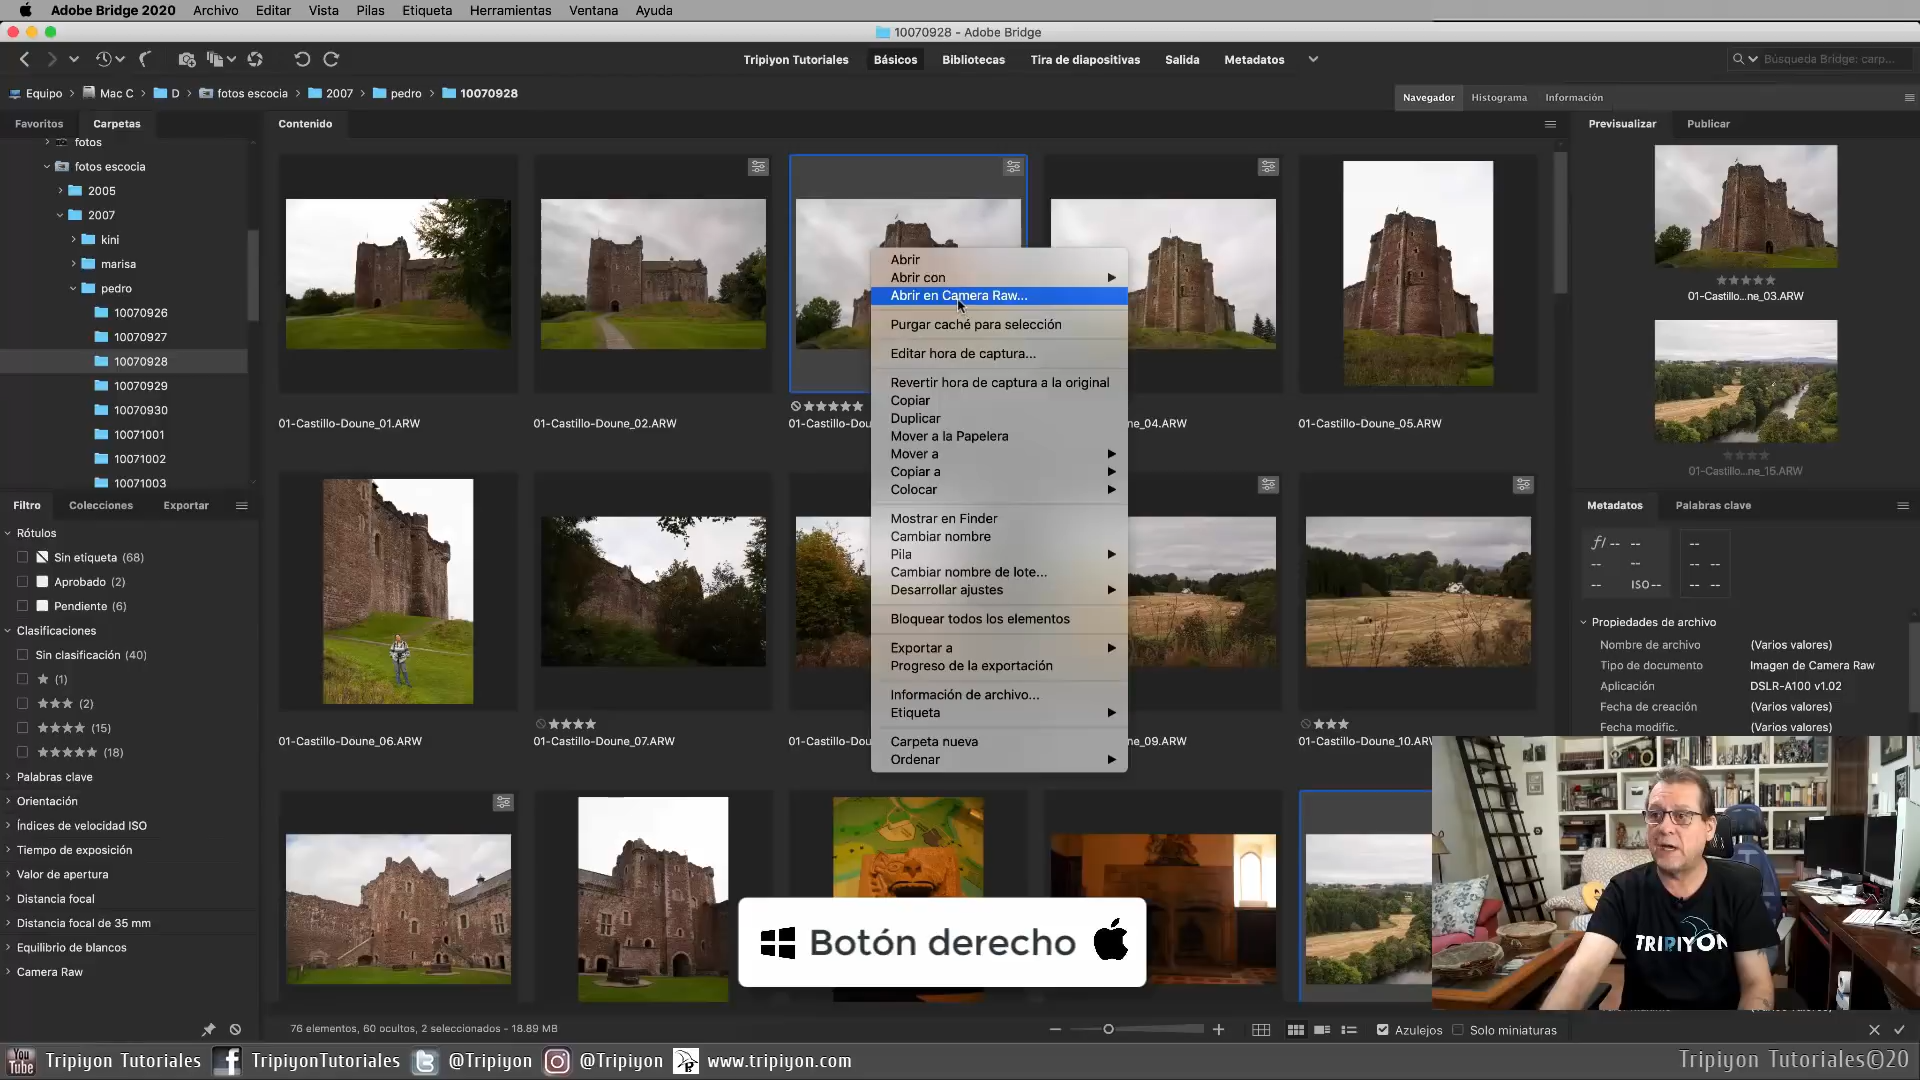 Adobe Bridge 2020 Archivo Editar Vista Pilas Etiqueta Herramientas Ventana Ayuda
10070928 - Adobe Bridge
Tripiyon Tutoriales Básicos Bibliotecas Tira de diapositivas Salida Metadatos
Búsqueda Bridge: carp...
Equipo Mac C D fotos escocia 2007 pedro 10070928
Navegador Histograma Información
Favoritos Carpetas
fotos
fotos escocia
2005
2007
kini
marisa
pedro
10070926
10070927
10070928
10070929
10070930
10071001
10071002
10071003
Filtro Colecciones Exportar
Rótulos
Sin etiqueta (68)
Aprobado (2)
Pendiente (6)
Clasificaciones
Sin clasificación (40)
★ (1)
★★★ (2)
★★★★ (15)
★★★★★ (18)
Palabras clave
Orientación
Índices de velocidad ISO
Tiempo de exposición
Valor de apertura
Distancia focal
Distancia focal de 35 mm
Equilibrio de blancos
Camera Raw
Contenido
01-Castillo-Doune_01.ARW
01-Castillo-Doune_02.ARW
01-Castillo-Dou
ne_04.ARW
01-Castillo-Doune_05.ARW
01-Castillo-Doune_06.ARW
01-Castillo-Doune_07.ARW
01-Castillo-Dou
ne_09.ARW
01-Castillo-Doune_10.ARW
Abrir
Abrir con
Abrir en Camera Raw...
Purgar caché para selección
Editar hora de captura...
Revertir hora de captura a la original
Copiar
Duplicar
Mover a la Papelera
Mover a
Copiar a
Colocar
Mostrar en Finder
Cambiar nombre
Pila
Cambiar nombre de lote...
Desarrollar ajustes
Bloquear todos los elementos
Exportar a
Progreso de la exportación
Información de archivo...
Etiqueta
Carpeta nueva
Ordenar
Previsualizar Publicar
01-Castillo...ne_03.ARW
01-Castillo...ne_15.ARW
Metadatos Palabras clave
f/ -- -- --
-- -- -- --
-- ISO-- -- --
Propiedades de archivo
Nombre de archivo (Varios valores)
Tipo de documento Imagen de Camera Raw
Aplicación DSLR-A100 v1.02
Fecha de creación (Varios valores)
Fecha modific. (Varios valores)
TRIPIYON
Botón derecho
76 elementos, 60 ocultos, 2 seleccionados - 18.89 MB
Azulejos Solo miniaturas
You Tube Tripiyon Tutoriales TripiyonTutoriales @Tripiyon @Tripiyon www.tripiyon.com
Tripiyon Tutoriales©20